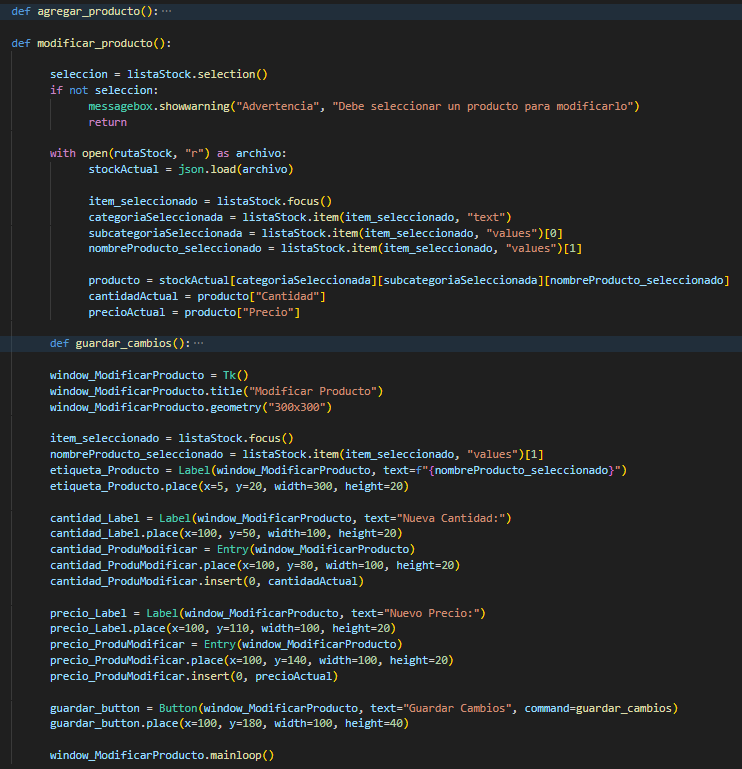 def agregar_producto():···
def modificar_producto():
seleccion = listaStock.selection()
if not seleccion:
messagebox.showwarning("Advertencia", "Debe seleccionar un producto para modificarlo")
return
with open(rutaStock, "r") as archivo:
stockActual = json.load(archivo)
item_seleccionado = listaStock.focus()
categoriaSeleccionada = listaStock.item(item_seleccionado, "text")
subcategoriaSeleccionada = listaStock.item(item_seleccionado, "values")[0]
nombreProducto_seleccionado = listaStock.item(item_seleccionado, "values")[1]
producto = stockActual[categoriaSeleccionada][subcategoriaSeleccionada][nombreProducto_seleccionado]
cantidadActual = producto["Cantidad"]
precioActual = producto["Precio"]
def guardar_cambios():···
window_ModificarProducto = Tk()
window_ModificarProducto.title("Modificar Producto")
window_ModificarProducto.geometry("300x300")
item_seleccionado = listaStock.focus()
nombreProducto_seleccionado = listaStock.item(item_seleccionado, "values")[1]
etiqueta_Producto = Label(window_ModificarProducto, text=f"{nombreProducto_seleccionado}")
etiqueta_Producto.place(x=5, y=20, width=300, height=20)
cantidad_Label = Label(window_ModificarProducto, text="Nueva Cantidad:")
cantidad_Label.place(x=100, y=50, width=100, height=20)
cantidad_ProduModificar = Entry(window_ModificarProducto)
cantidad_ProduModificar.place(x=100, y=80, width=100, height=20)
cantidad_ProduModificar.insert(0, cantidadActual)
precio_Label = Label(window_ModificarProducto, text="Nuevo Precio:")
precio_Label.place(x=100, y=110, width=100, height=20)
precio_ProduModificar = Entry(window_ModificarProducto)
precio_ProduModificar.place(x=100, y=140, width=100, height=20)
precio_ProduModificar.insert(0, precioActual)
guardar_button = Button(window_ModificarProducto, text="Guardar Cambios", command=guardar_cambios)
guardar_button.place(x=100, y=180, width=100, height=40)
window_ModificarProducto.mainloop()